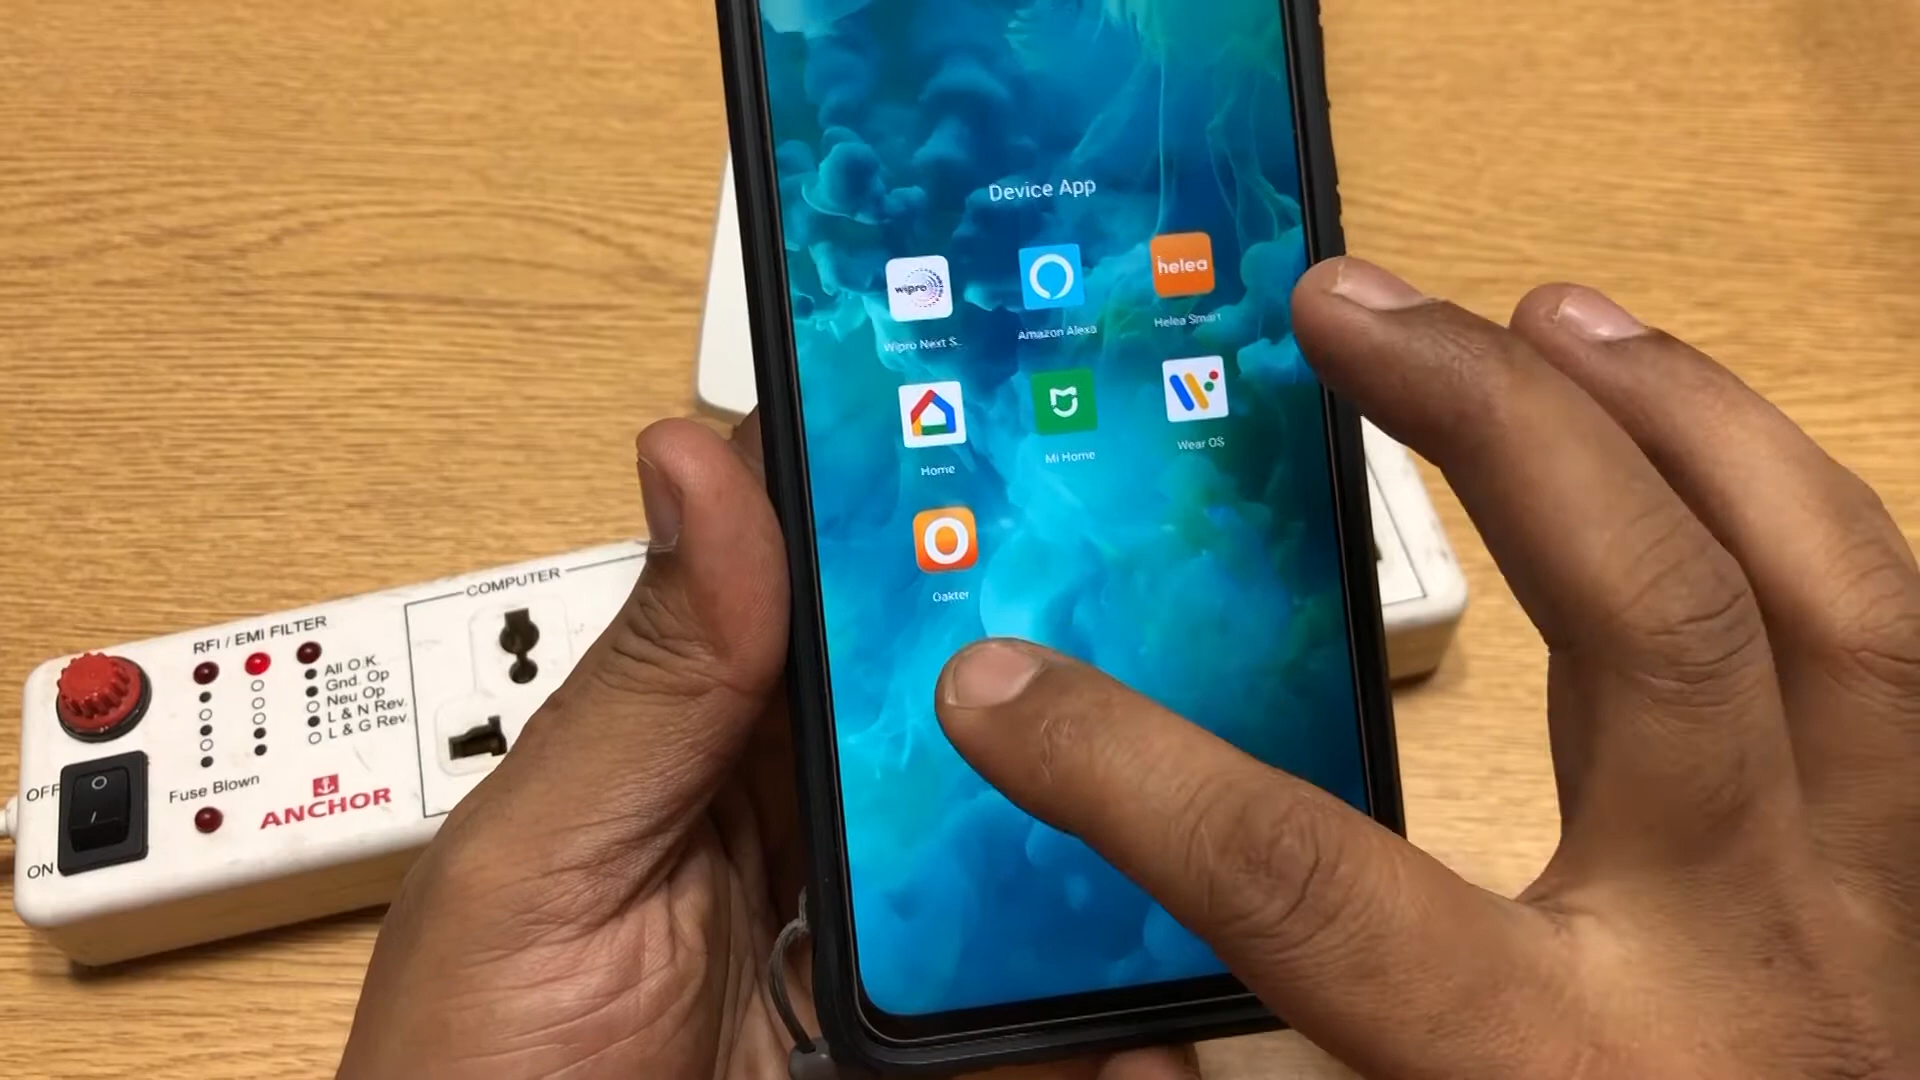 Device App
wipro
helea
Wipro Next S..
Amazon Alexa
Helea Smart
Home
Mi Home
Wear OS
Oakter
COMPUTER
RFI / EMI FILTER
All O.K.
Gnd. Op
Neu Op
L & N Rev.
L & G Rev.
OFF
Fuse Blown
ANCHOR
ON